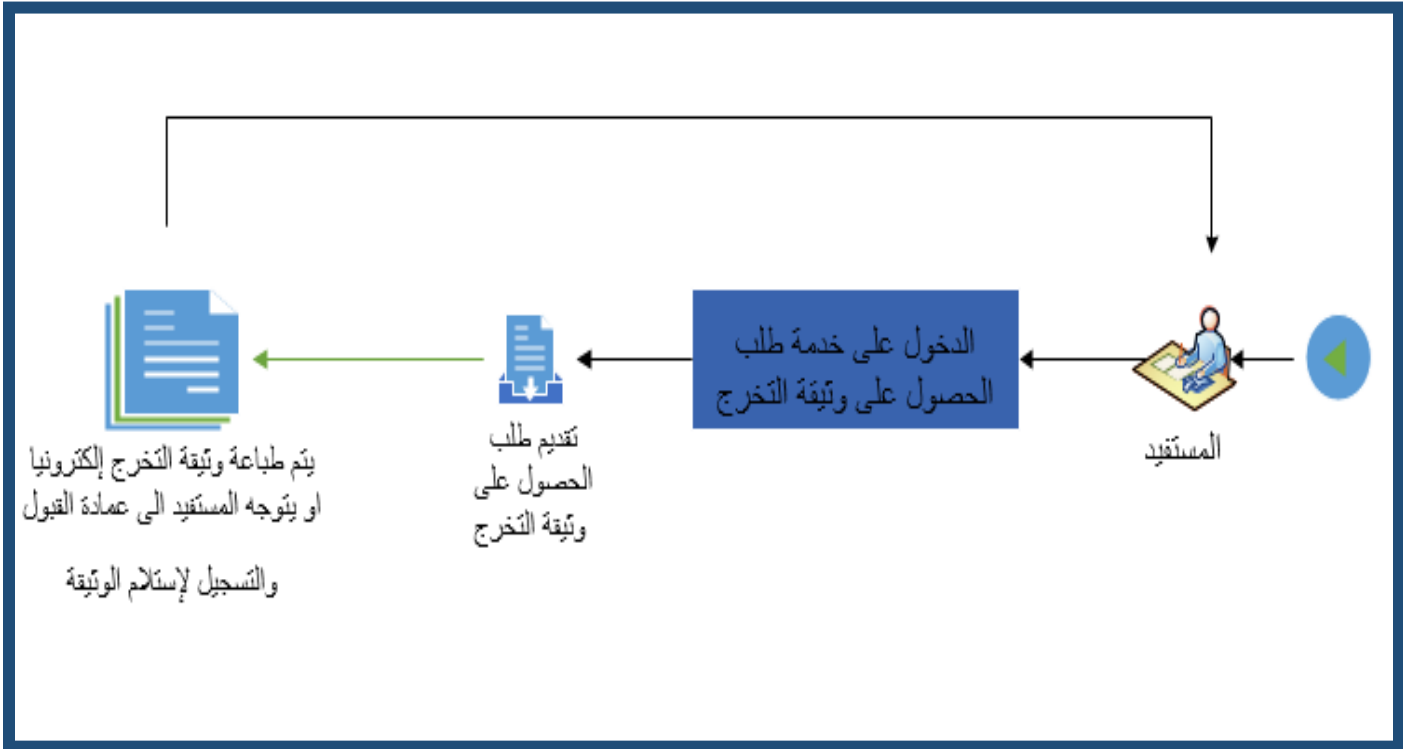 المستفيد
الدخول على خدمة طلب
الحصول على وثيقة التخرج
تقديم طلب
الحصول على
وثيقة التخرج
يتم طباعة وثيقة التخرج إلكترونيا
او يتوجه المستفيد الى عمادة القبول
والتسجيل لإستلام الوثيقة